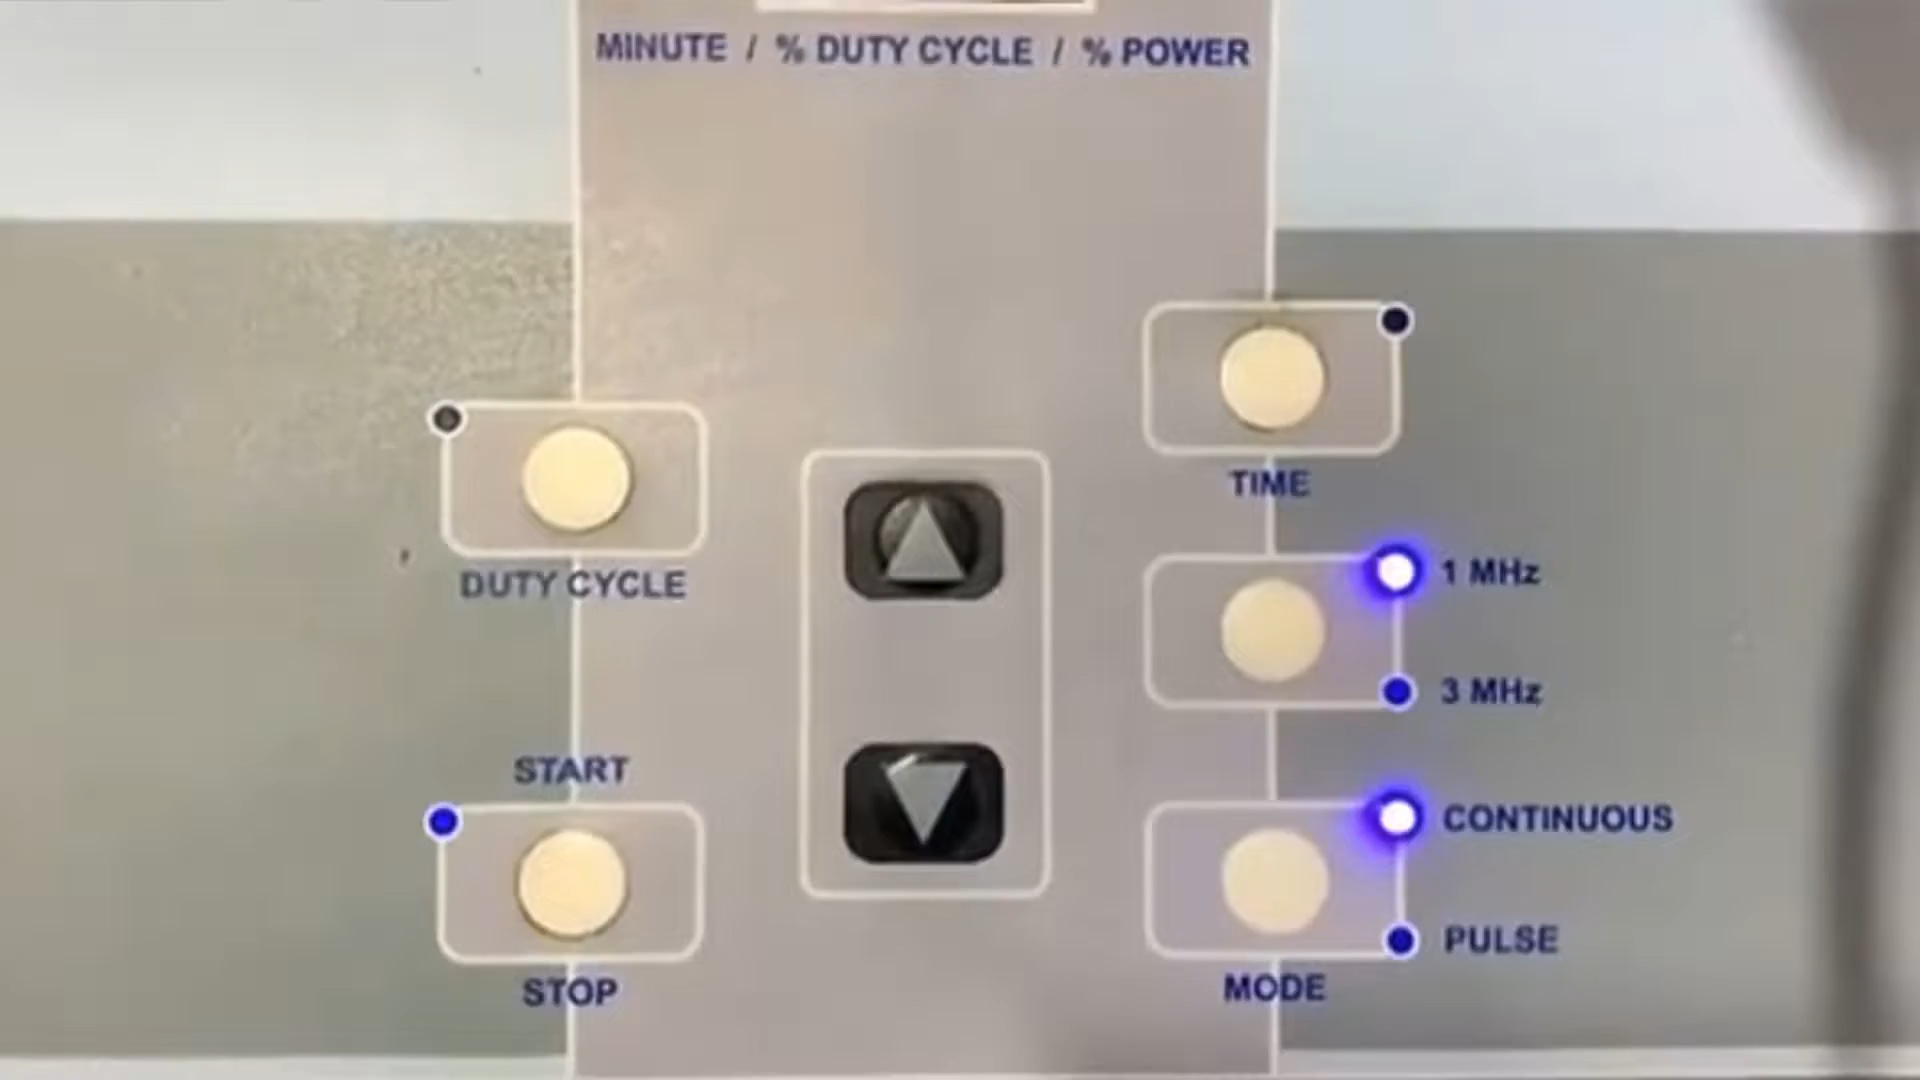 MINUTE / % DUTY CYCLE / % POWER
TIME
1 MHz
DUTY CYCLE
3 MHz
START
CONTINUOUS
PULSE
STOP
MODE